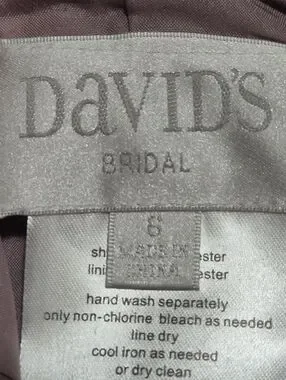 DaVID'S
BRIDAL
6
MADE IN
CHINA
hand wash separately
only non-chlorine bleach as needed
line dry
cool iron as needed
or dry clean